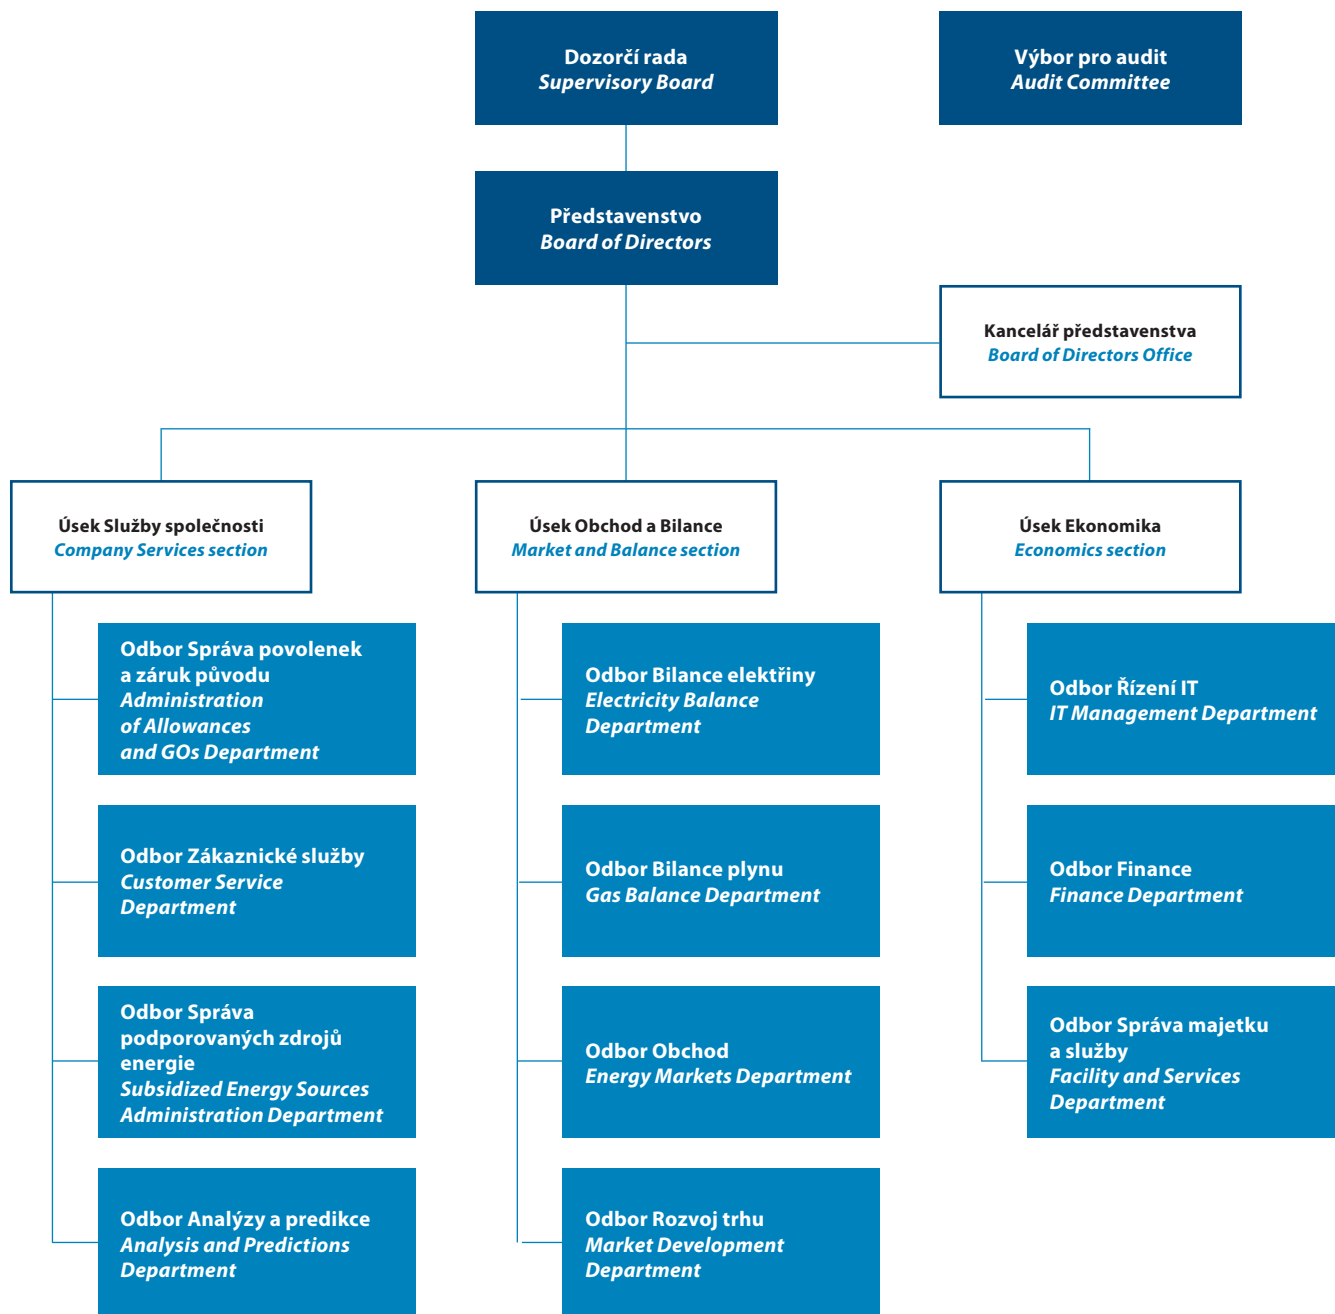 Dozorčí rada
Supervisory Board
Výbor pro audit
Audit Committee
Představenstvo
Board of Directors
Kancelář představenstva
Board of Directors Office
Úsek Služby společnosti
Company Services section
Úsek Obchod a Bilance
Market and Balance section
Úsek Ekonomika
Economics section
Odbor Správa povolenek
a záruk původu
Administration
of Allowances
and GOs Department
Odbor Bilance elektřiny
Electricity Balance
Department
Odbor Řízení IT
IT Management Department
Odbor Zákaznické služby
Customer Service
Department
Odbor Bilance plynu
Gas Balance Department
Odbor Finance
Finance Department
Odbor Správa
podporovaných zdrojů
energie
Subsidized Energy Sources
Administration Department
Odbor Obchod
Energy Markets Department
Odbor Správa majetku
a služby
Facility and Services
Department
Odbor Analýzy a predikce
Analysis and Predictions
Department
Odbor Rozvoj trhu
Market Development
Department